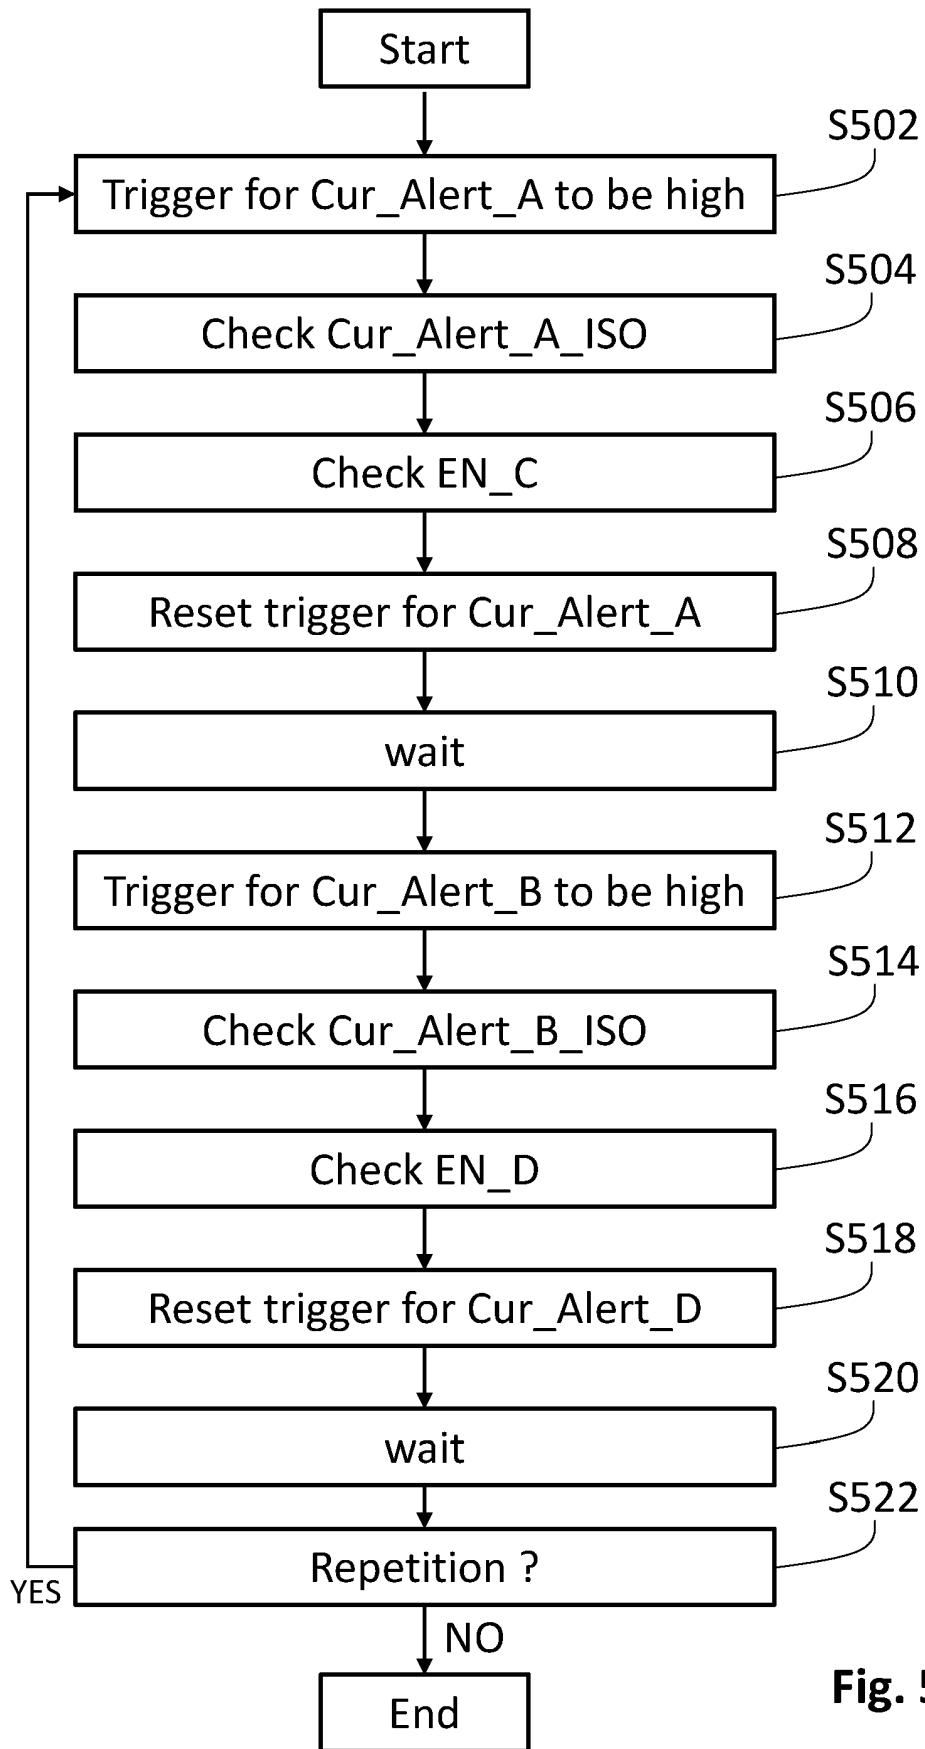 Start
S502
Trigger for Cur_Alert_A to be high
S504
Check Cur_Alert_A_ISO
S506
Check EN_C
S508
Reset trigger for Cur_Alert_A
S510
wait
S512
Trigger for Cur_Alert_B to be high
S514
Check Cur_Alert_B_ISO
S516
Check EN_D
S518
Reset trigger for Cur_Alert_D
S520
wait
S522
Repetition ?
YES
NO
End
Fig. 5